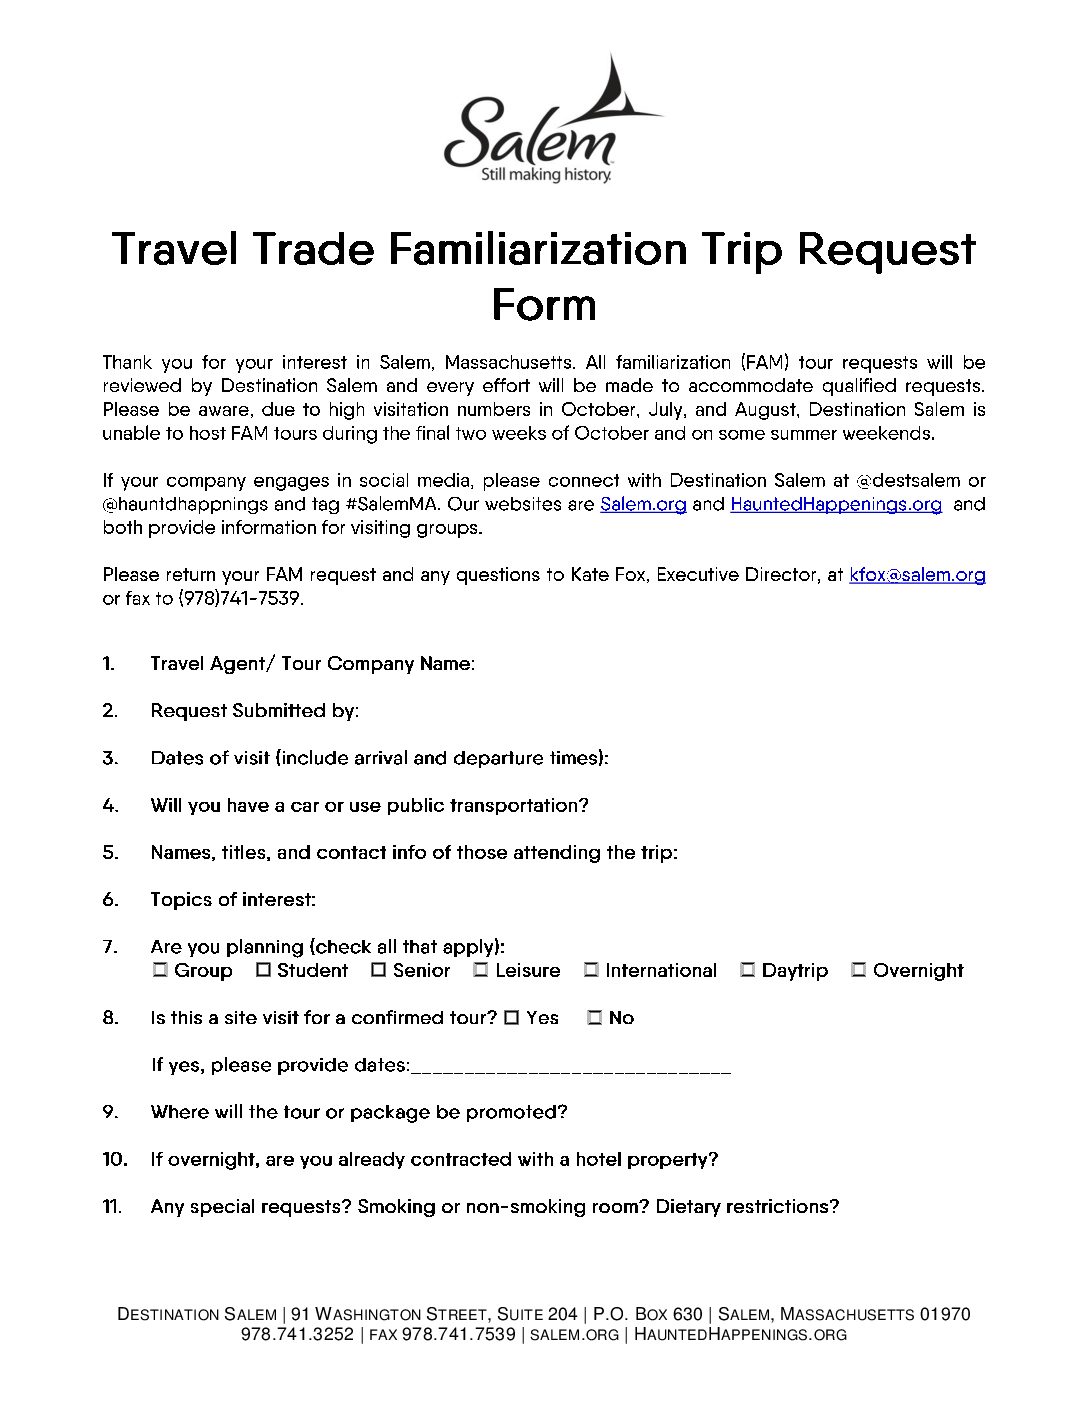 Salem
Still making history.
Travel Trade Familiarization Trip Request
Form
Thank you for your interest in Salem, Massachusetts. All familiarization (FAM) tour requests will be
reviewed by Destination Salem and every effort will be made to accommodate qualified requests.
Please be aware, due to high visitation numbers in October, July, and August, Destination Salem is
unable to host FAM tours during the final two weeks of October and on some summer weekends.
If your company engages in social media, please connect with Destination Salem at @destsalem or
@hauntdhappnings and tag #SalemMA. Our websites are Salem.org and HauntedHappenings.org and
both provide information for visiting groups.
Please return your FAM request and any questions to Kate Fox, Executive Director, at kfox@salem.org
or fax to (978)741-7539.
1. Travel Agent/ Tour Company Name:
2. Request Submitted by:
3. Dates of visit (include arrival and departure times):
4. Will you have a car or use public transportation?
5. Names, titles, and contact info of those attending the trip:
6. Topics of interest:
7. Are you planning (check all that apply):
☐ Group ☐ Student ☐ Senior ☐ Leisure ☐ International ☐ Daytrip ☐ Overnight
8. Is this a site visit for a confirmed tour? ☐ Yes ☐ No
If yes, please provide dates:______________________________
9. Where will the tour or package be promoted?
10. If overnight, are you already contracted with a hotel property?
11. Any special requests? Smoking or non-smoking room? Dietary restrictions?
DESTINATION SALEM | 91 WASHINGTON STREET, SUITE 204 | P.O. BOX 630 | SALEM, MASSACHUSETTS 01970
978.741.3252 | FAX 978.741.7539 | SALEM.ORG | HAUNTEDHAPPENINGS.ORG